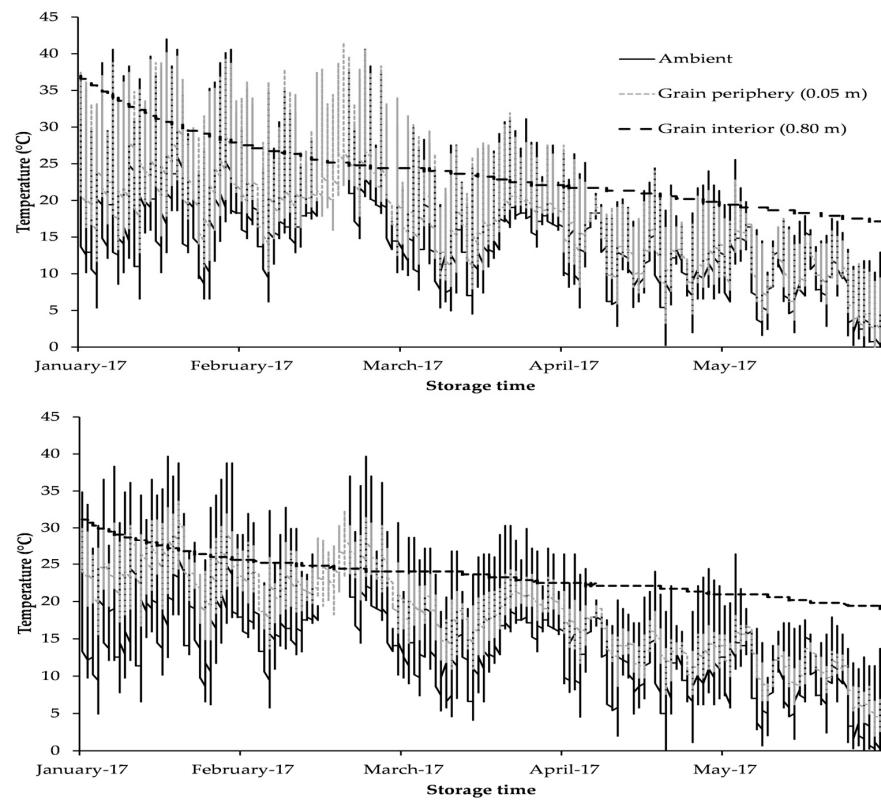 45
40
35
30
25
20
15
10
5
0
Temperature (°C)
Ambient
Grain periphery (0.05 m)
Grain interior (0.80 m)
January-17 February-17 March-17 April-17 May-17
Storage time
45
40
35
30
25
20
15
10
5
0
Temperature (°C)
January-17 February-17 March-17 April-17 May-17
Storage time